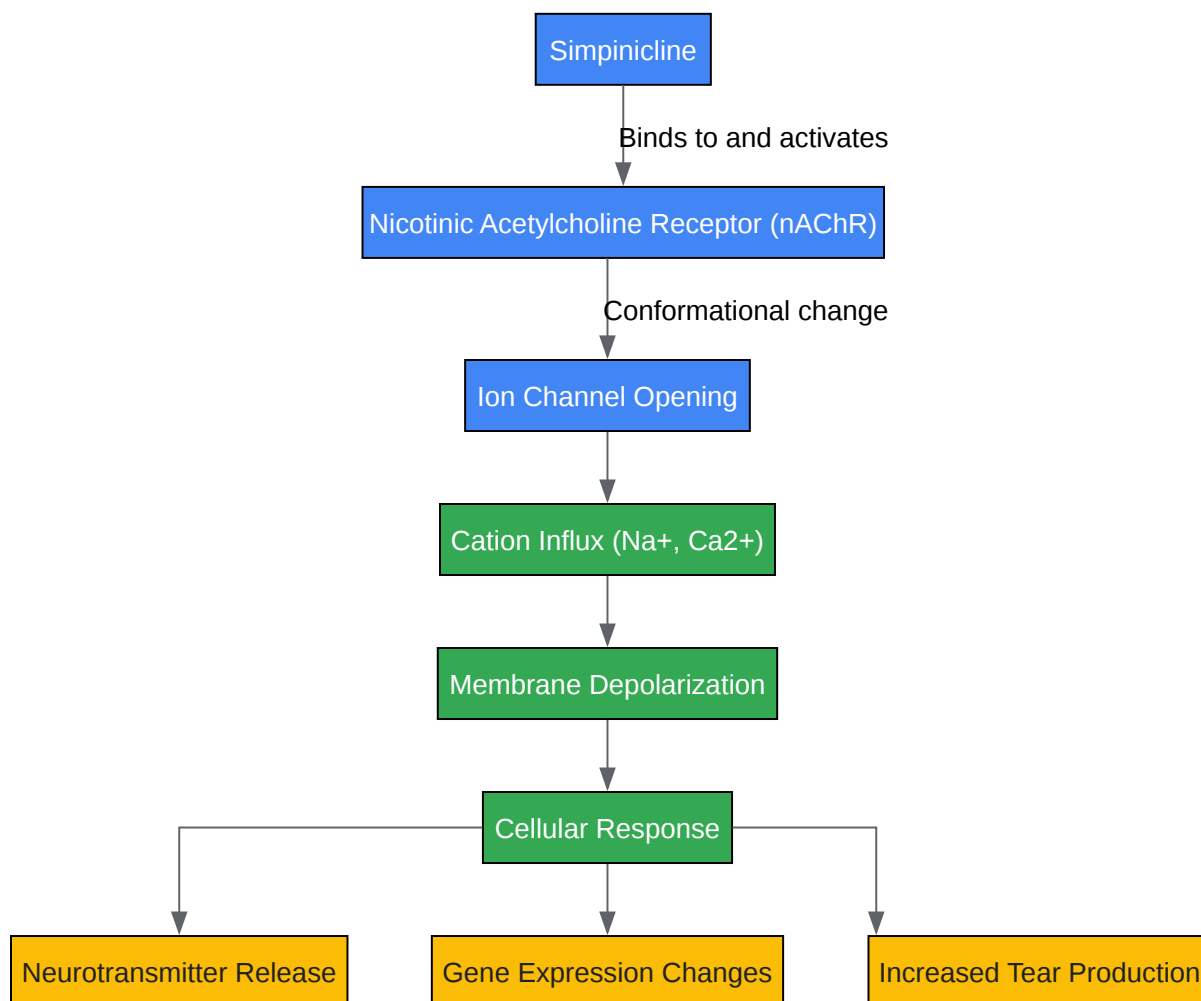 Simpinicline
Binds to and activates
Nicotinic Acetylcholine Receptor (nAChR)
Conformational change
Ion Channel Opening
Cation Influx (Na+, Ca2+)
Membrane Depolarization
Cellular Response
Neurotransmitter Release
Gene Expression Changes
Increased Tear Production